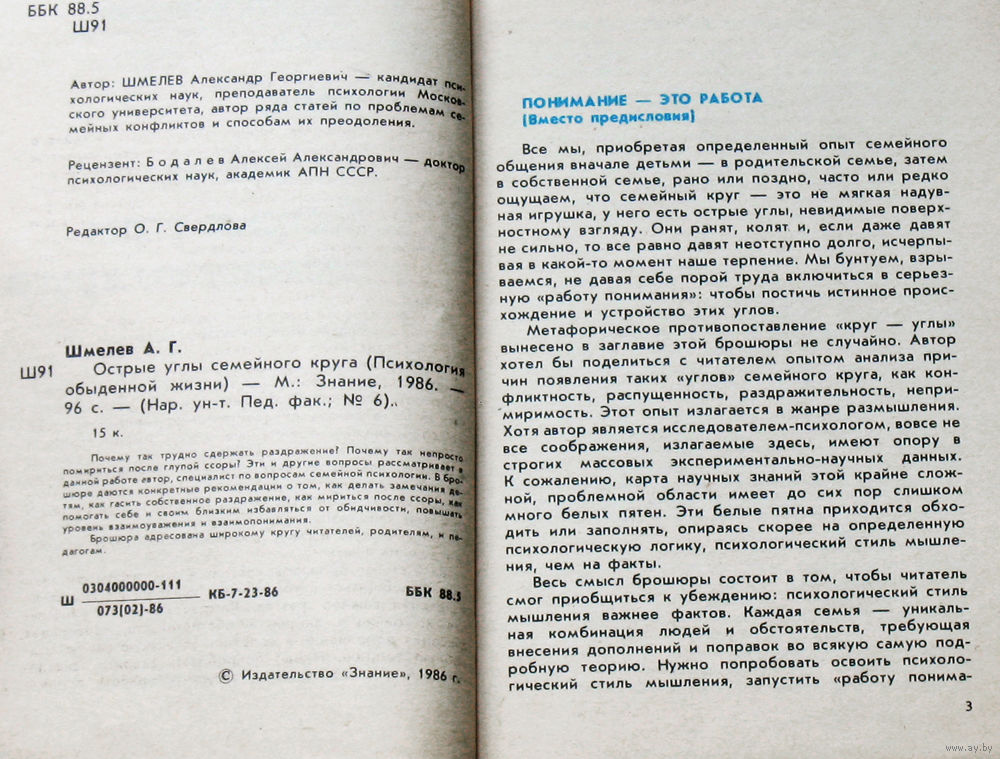 ББК 88.5
Ш91
Автор: ШМЕЛЕВ Александр Георгиевич — кандидат пси-
хологических наук, преподаватель психологии Москов-
ского университета, автор ряда статей по проблемам се-
мейных конфликтов и способам их преодоления.
Рецензент: Бодалев Алексей Александрович — доктор
психологических наук, академик АПН СССР.
Редактор О. Г. Свердлова
Шмелев А. Г.
Ш91 Острые углы семейного круга (Психология
обыденной жизни) — М.: Знание, 1986. —
96 с. — (Нар. ун-т. Пед. фак.; № 6).
15 к.
Почему так трудно сдержать раздражение? Почему так непросто
помириться после глупой ссоры? Эти и другие вопросы рассматривает в
данной работе автор, специалист по вопросам семейной психологии. В бро-
шюре даются конкретные рекомендации о том, как делать замечания де-
тям, как гасить собственное раздражение, как мириться после ссоры, как
помогать себе и своим близким избавляться от обидчивости, повышать
уровень взаимоуважения и взаимопонимания.
Брошюра адресована широкому кругу читателей, родителям, и пе-
дагогам.
0304000000-111
Ш КБ-7-23-86 ББК 88.5
073(02)-86
© Издательство «Знание», 1986 г.
ПОНИМАНИЕ — ЭТО РАБОТА
(Вместо предисловия)
Все мы, приобретая определенный опыт семейного
общения вначале детьми — в родительской семье, затем
в собственной семье, рано или поздно, часто или редко
ощущаем, что семейный круг — это не мягкая надув-
ная игрушка, у него есть острые углы, невидимые поверх-
ностному взгляду. Они ранят, колят и, если даже давят
не сильно, то все равно давят неотступно долго, исчерпы-
вая в какой-то момент наше терпение. Мы бунтуем, взры-
ваемся, не давая себе порой труда включиться в серьез-
ную «работу понимания»: чтобы постичь истинное проис-
хождение и устройство этих углов.
Метафорическое противопоставление «круг — углы»
вынесено в заглавие этой брошюры не случайно. Автор
хотел бы поделиться с читателем опытом анализа при-
чин появления таких «углов» семейного круга, как кон-
фликтность, распущенность, раздражительность, непри-
миримость. Этот опыт излагается в жанре размышления.
Хотя автор является исследователем-психологом, вовсе не
все соображения, излагаемые здесь, имеют опору в
строгих массовых экспериментально-научных данных.
К сожалению, карта научных знаний этой крайне слож-
ной, проблемной области имеет до сих пор слишком
много белых пятен. Эти белые пятна приходится обхо-
дить или заполнять, опираясь скорее на определенную
психологическую логику, психологический стиль мышле-
ния, чем на факты.
Весь смысл брошюры состоит в том, чтобы читатель
смог приобщиться к убеждению: психологический стиль
мышления важнее фактов. Каждая семья — уникаль-
ная комбинация людей и обстоятельств, требующая
внесения дополнений и поправок во всякую самую под-
робную теорию. Нужно попробовать освоить психоло-
гический стиль мышления, запустить «работу понима-
3
www.ay.by